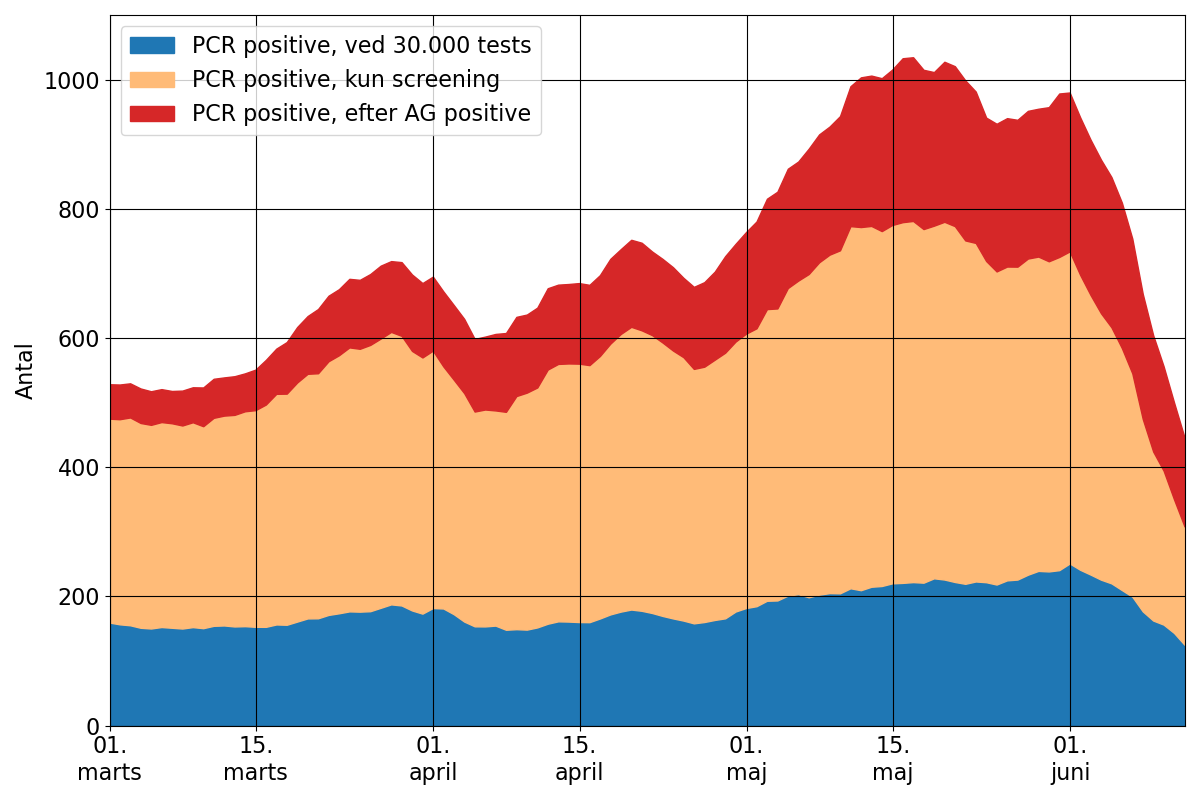 PCR positive, ved 30.000 tests
PCR positive, kun screening
PCR positive, efter AG positive
1000
800
600
400
200
0
Antal
01. marts
15. marts
01. april
15. april
01. maj
15. maj
01. juni